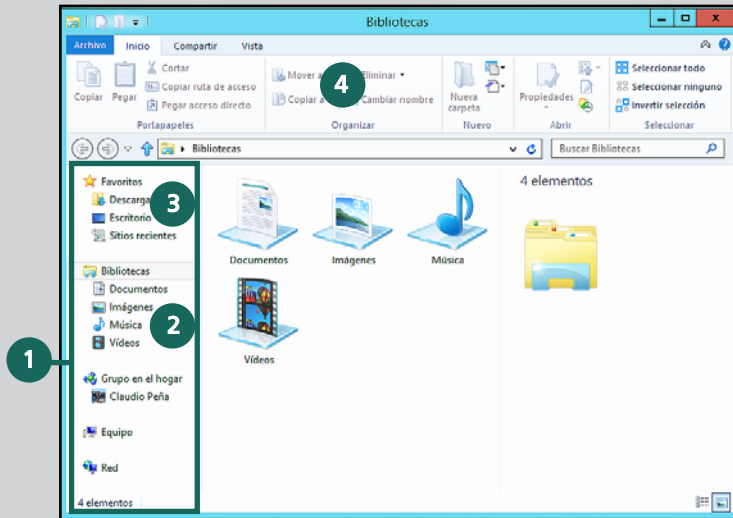 Bibliotecas
Archivo Inicio Compartir Vista
Copiar
Pegar
Cortar
Copiar ruta de acceso
Pegar acceso directo
Portapapeles
Mover a
Eliminar
Copiar a
Cambiar nombre
4
Organizar
Nueva
carpeta
Nuevo
Propiedades
Abrir
Seleccionar todo
Seleccionar ninguno
Invertir selección
Seleccionar
Bibliotecas
Buscar Bibliotecas
Favoritos
Descarga
Escritorio
Sitios recientes
3
Bibliotecas
Documentos
Imágenes
Música
Vídeos
2
1
Grupo en el hogar
Claudio Peña
Equipo
Red
4 elementos
Documentos
Imágenes
Música
Vídeos
4 elementos